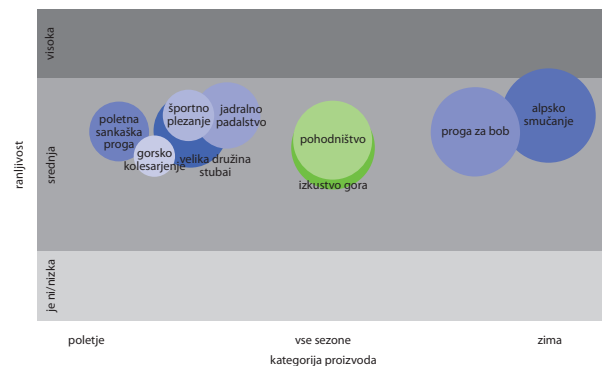 visoka
ranljivost
srednja
je ni/nizka
poletna
sankaška
proga
športno
plezanje
jadralno
padalstvo
gorsko
kolesarjenje
velika družina
stubai
pohodništvo
izkustvo gora
proga za bob
alpsko
smučanje
poletje
vse sezone
zima
kategorija proizvoda